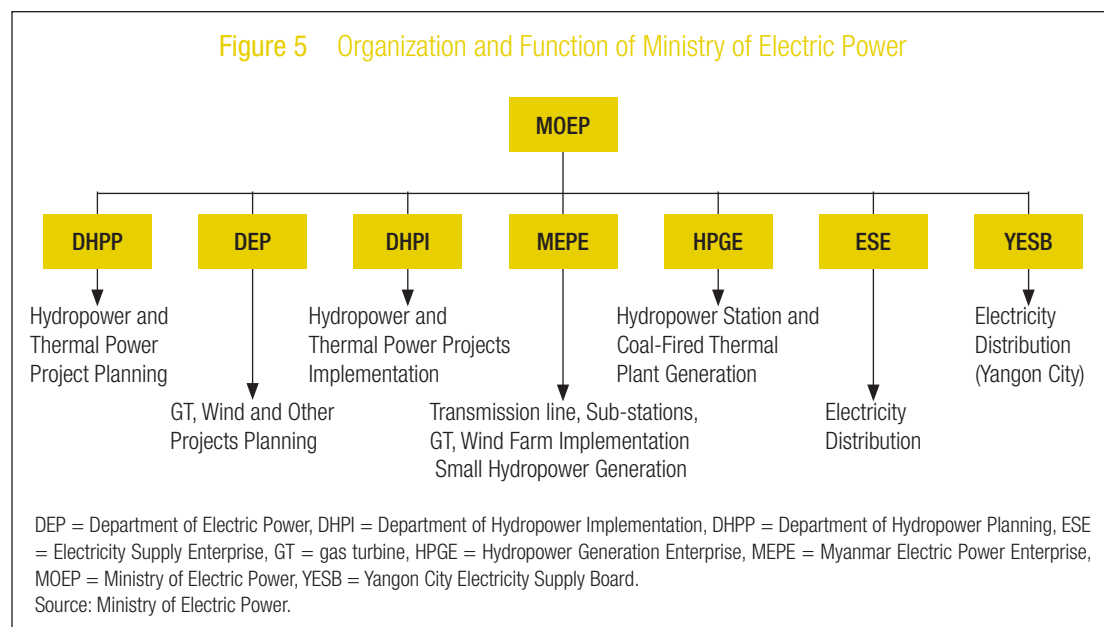 Figure 5 Organization and Function of Ministry of Electric Power
MOEP
DHPP
DEP
DHPI
MEPE
HPGE
ESE
YESB
Hydropower and
Thermal Power
Project Planning
Hydropower and
Thermal Power Projects
Implementation
Hydropower Station and
Coal-Fired Thermal
Plant Generation
Electricity
Distribution
(Yangon City)
GT, Wind and Other
Projects Planning
Transmission line, Sub-stations,
GT, Wind Farm Implementation
Small Hydropower Generation
Electricity
Distribution
DEP = Department of Electric Power, DHPI = Department of Hydropower Implementation, DHPP = Department of Hydropower Planning, ESE
= Electricity Supply Enterprise, GT = gas turbine, HPGE = Hydropower Generation Enterprise, MEPE = Myanmar Electric Power Enterprise,
MOEP = Ministry of Electric Power, YESB = Yangon City Electricity Supply Board.
Source: Ministry of Electric Power.